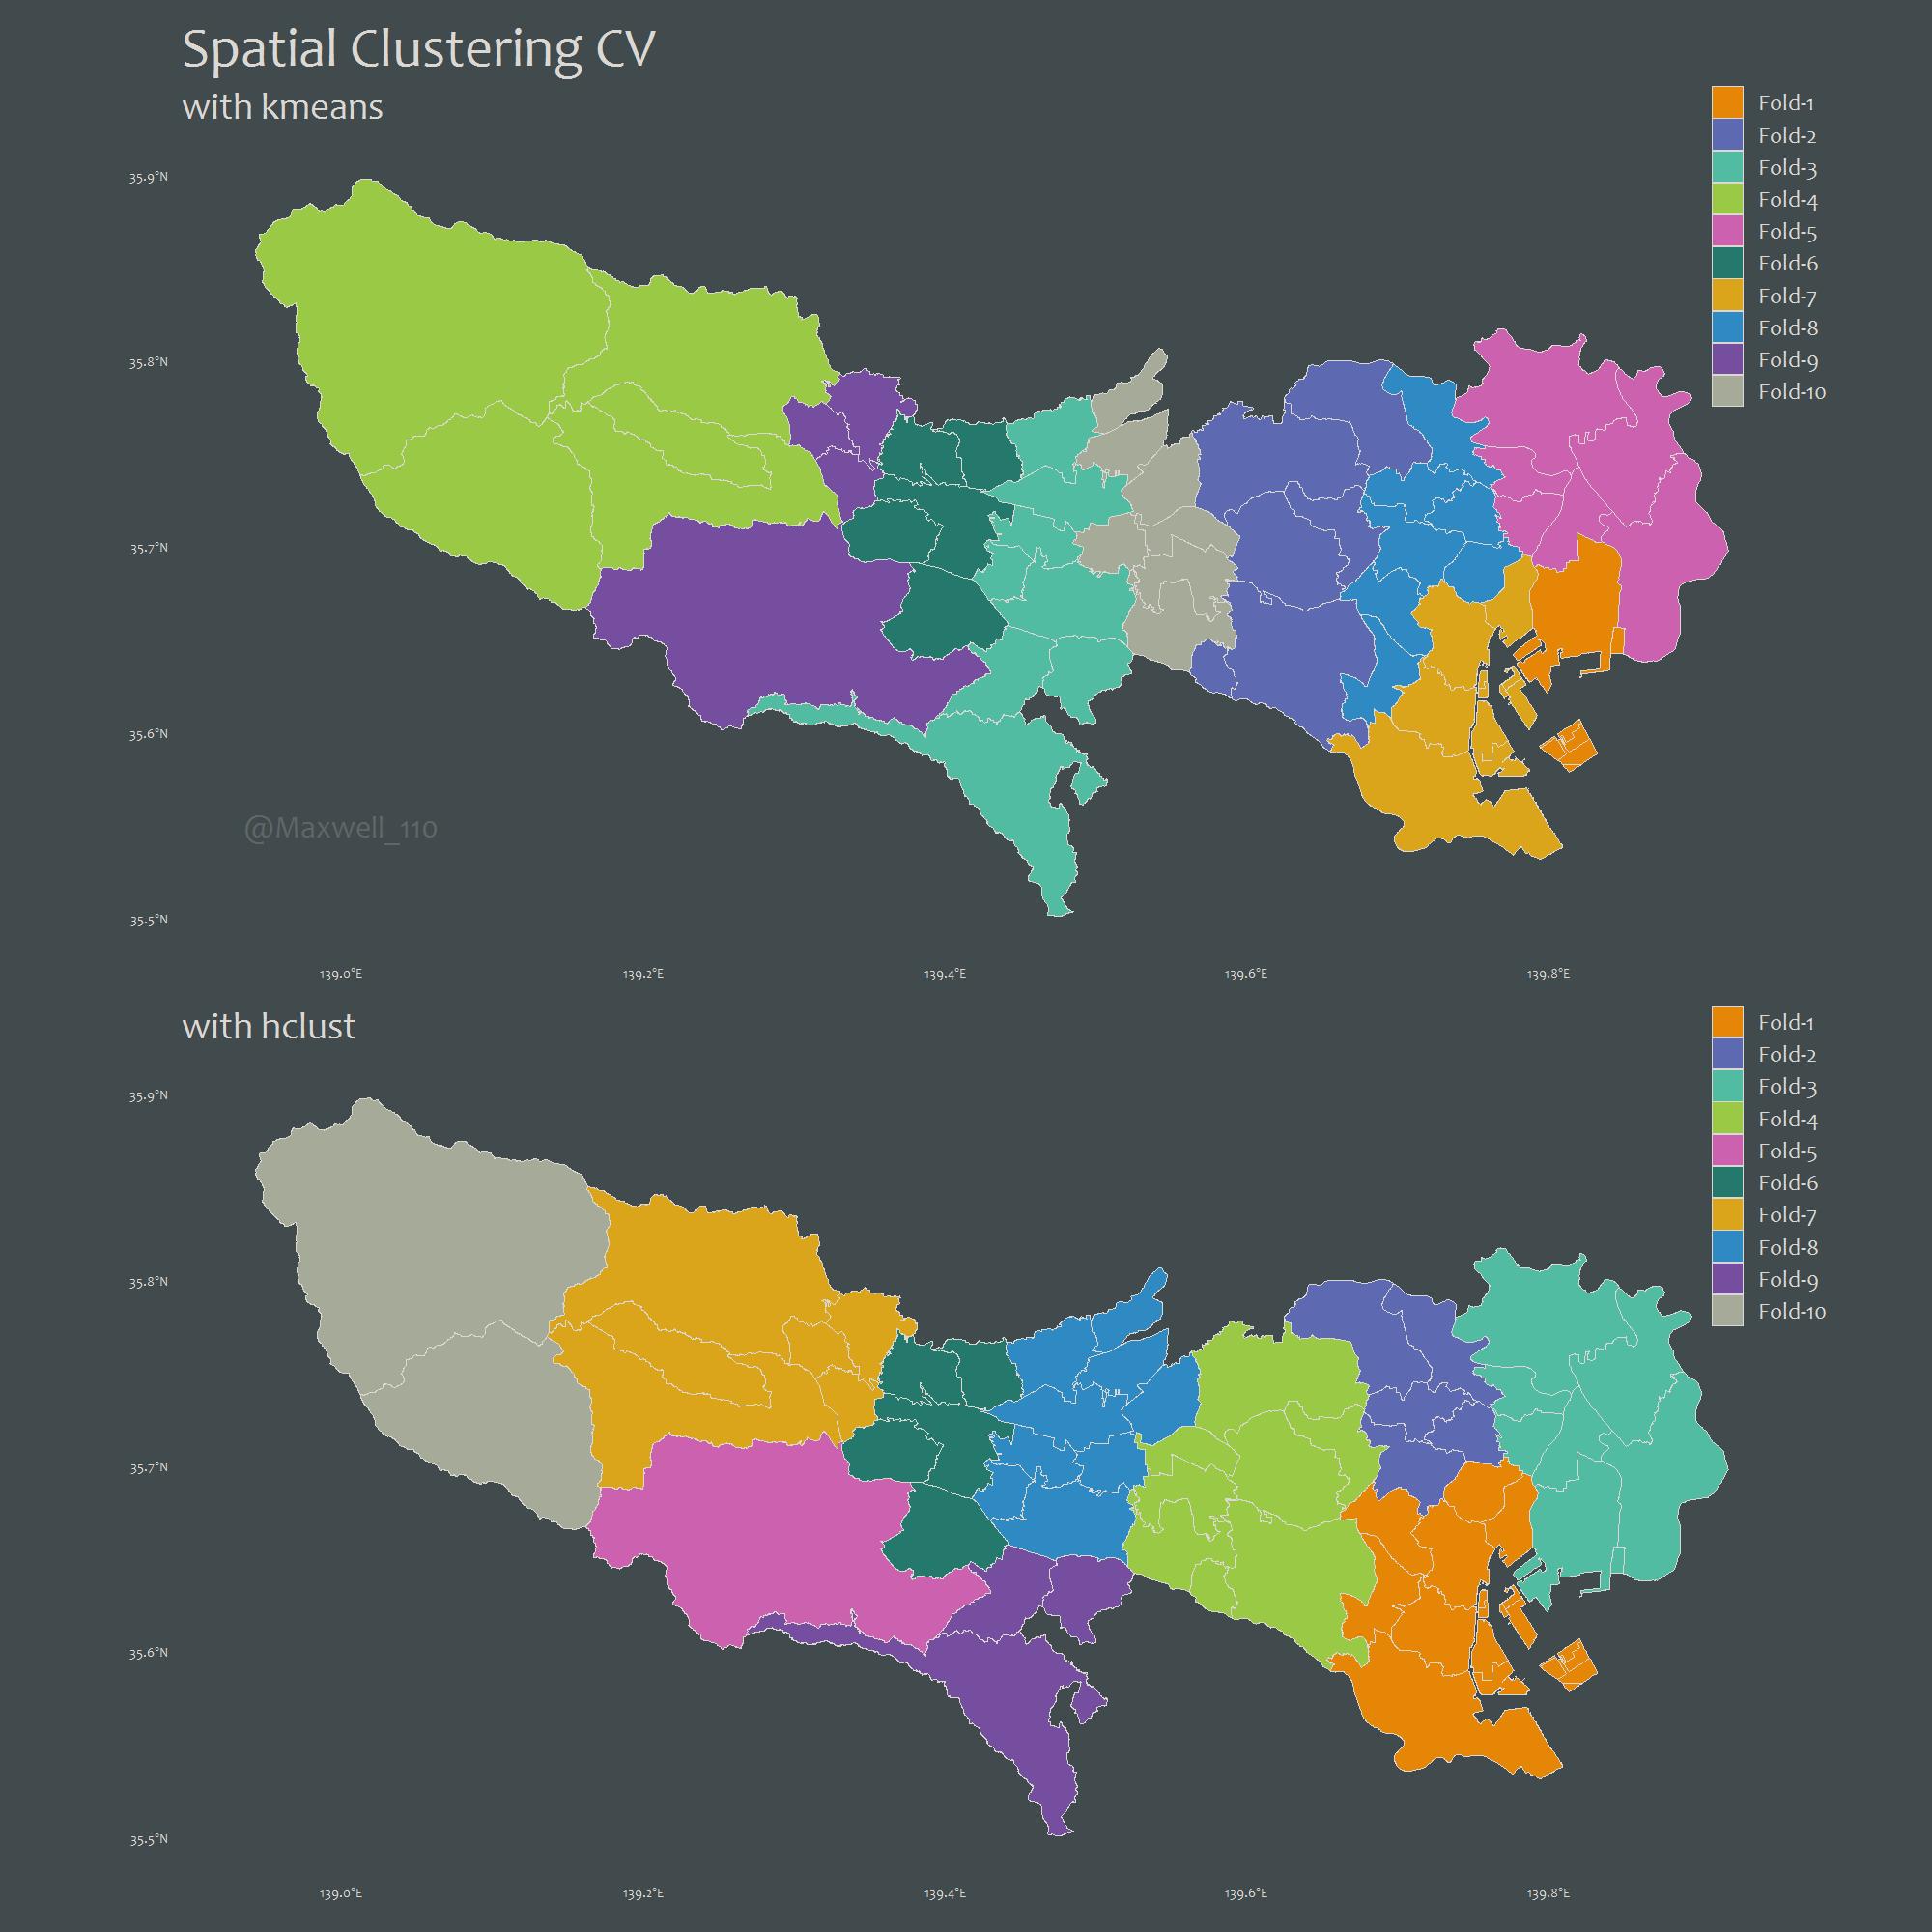 Spatial Clustering CV
with kmeans
Fold-1
Fold-2
Fold-3
Fold-4
Fold-5
Fold-6
Fold-7
Fold-8
Fold-9
Fold-10
35.9°N
35.8°N
35.7°N
35.6°N
35.5°N
@Maxwell_110
139.0°E 139.2°E 139.4°E 139.6°E 139.8°E
with hclust
Fold-1
Fold-2
Fold-3
Fold-4
Fold-5
Fold-6
Fold-7
Fold-8
Fold-9
Fold-10
35.9°N
35.8°N
35.7°N
35.6°N
35.5°N
139.0°E 139.2°E 139.4°E 139.6°E 139.8°E